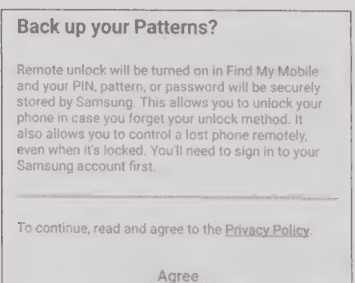 Back up your Patterns?
Remote unlock will be turned on in Find My Mobile
and your PIN, pattern, or password will be securely
stored by Samsung. This allows you to unlock your
phone in case you forget your unlock method. It
also allows you to control a lost phone remotely,
even when it's locked. You'll need to sign in to your
Samsung account first.
To continue, read and agree to the Privacy Policy.
Agree